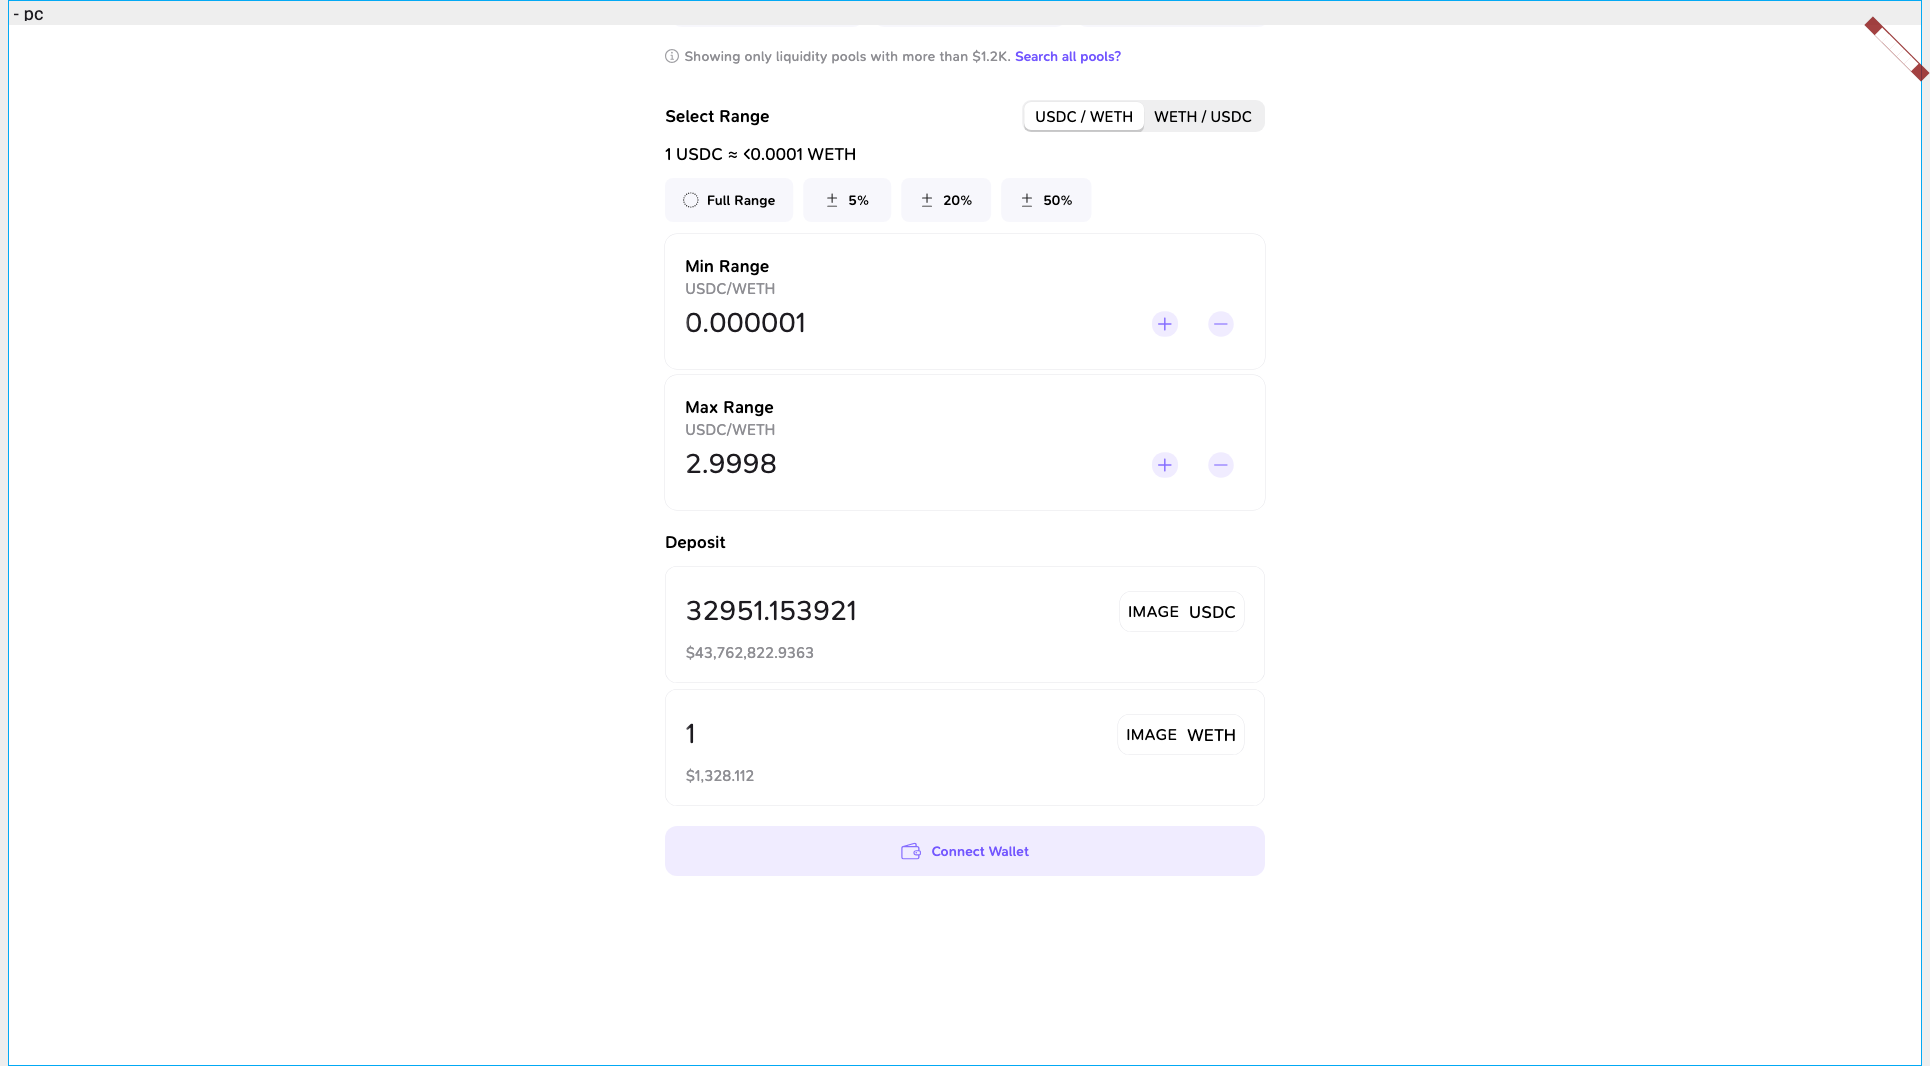 - pc
Showing only liquidity pools with more than $1.2K. Search all pools?
Select Range
USDC / WETH
WETH / USDC
1 USDC ≈ <0.0001 WETH
Full Range
± 5%
± 20%
± 50%
Min Range
USDC/WETH
0.000001
Max Range
USDC/WETH
2.9998
Deposit
32951.153921
IMAGE USDC
$43,762,822.9363
1
IMAGE WETH
$1,328.112
Connect Wallet